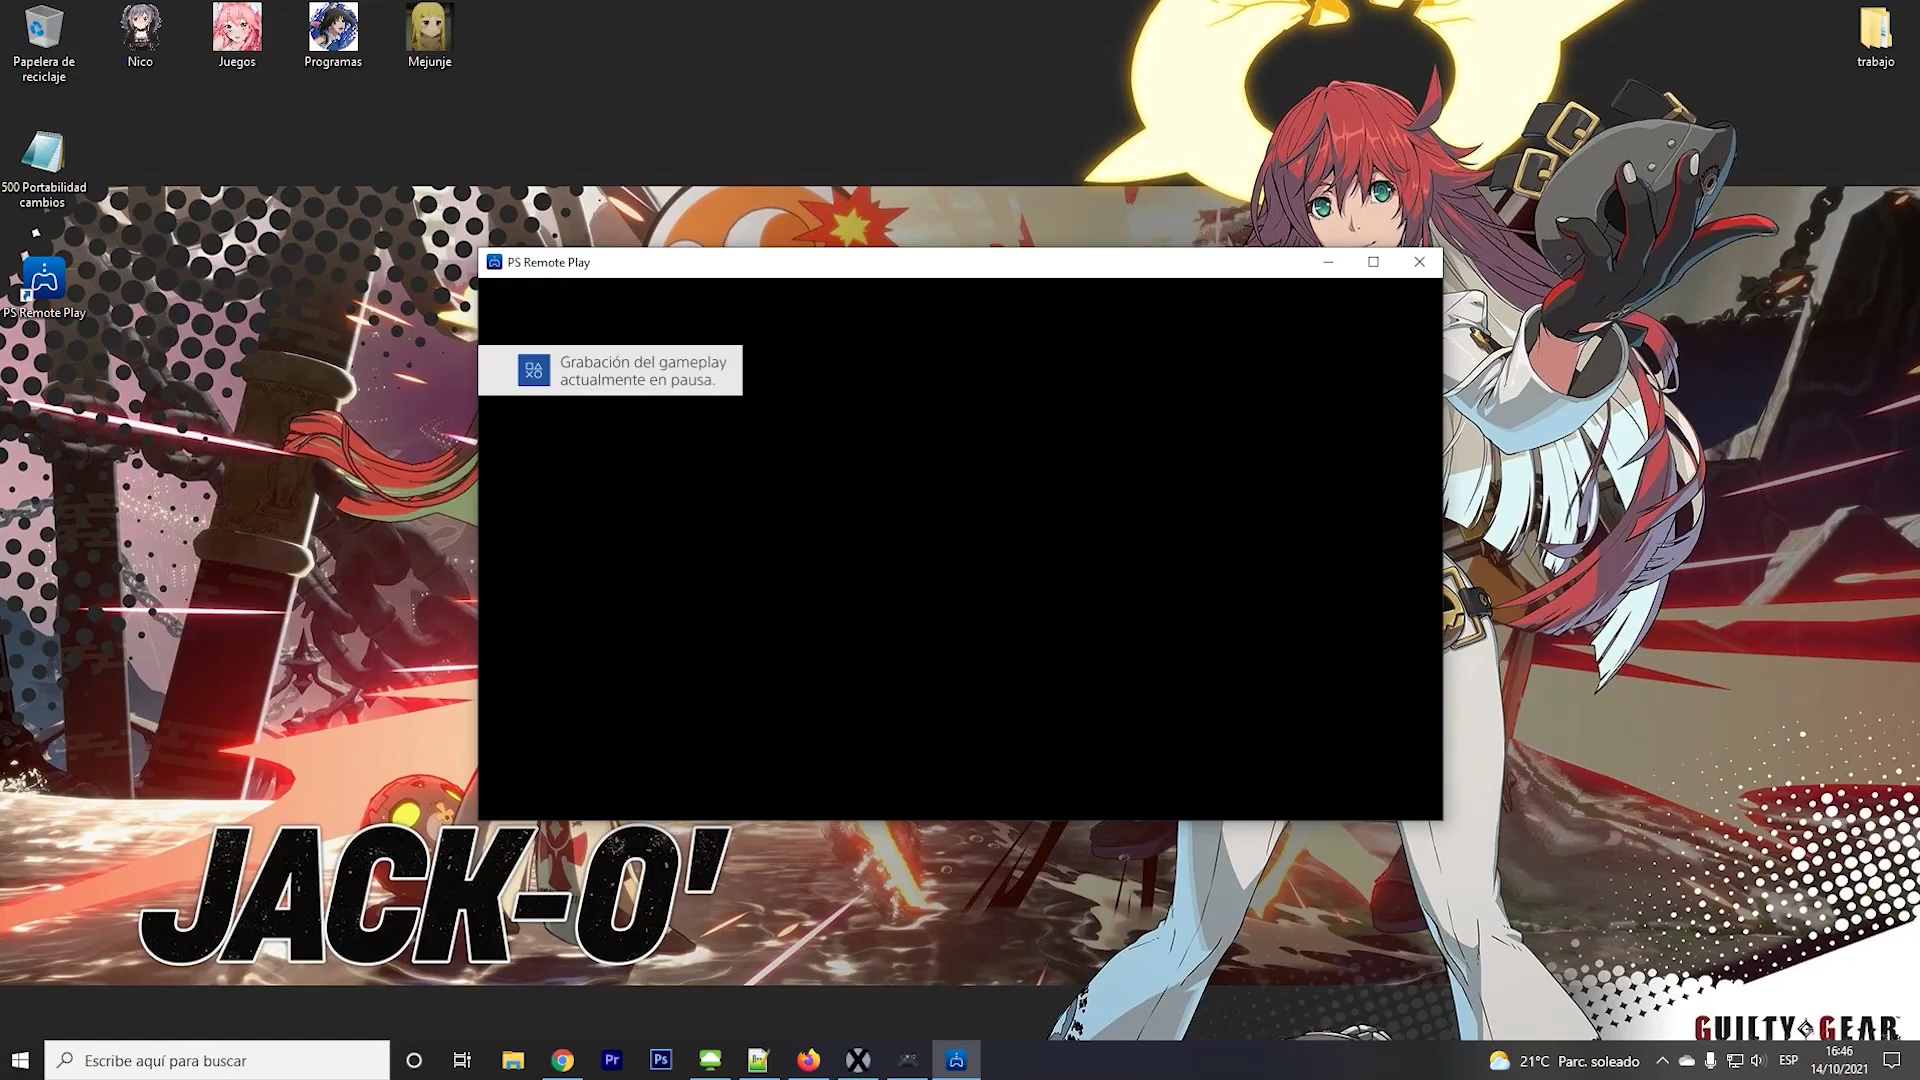 Papelera de
reciclaje
Nico
Juegos
Programas
Mejunje
trabajo
500 Portabilidad
cambios
PS Remote Play
PS Remote Play
Grabación del gameplay
actualmente en pausa.
JACK-O'
GUILTY GEAR
Escribe aquí para buscar
Pr
Ps
21°C Parc. soleado
ESP
16:46
14/10/2021